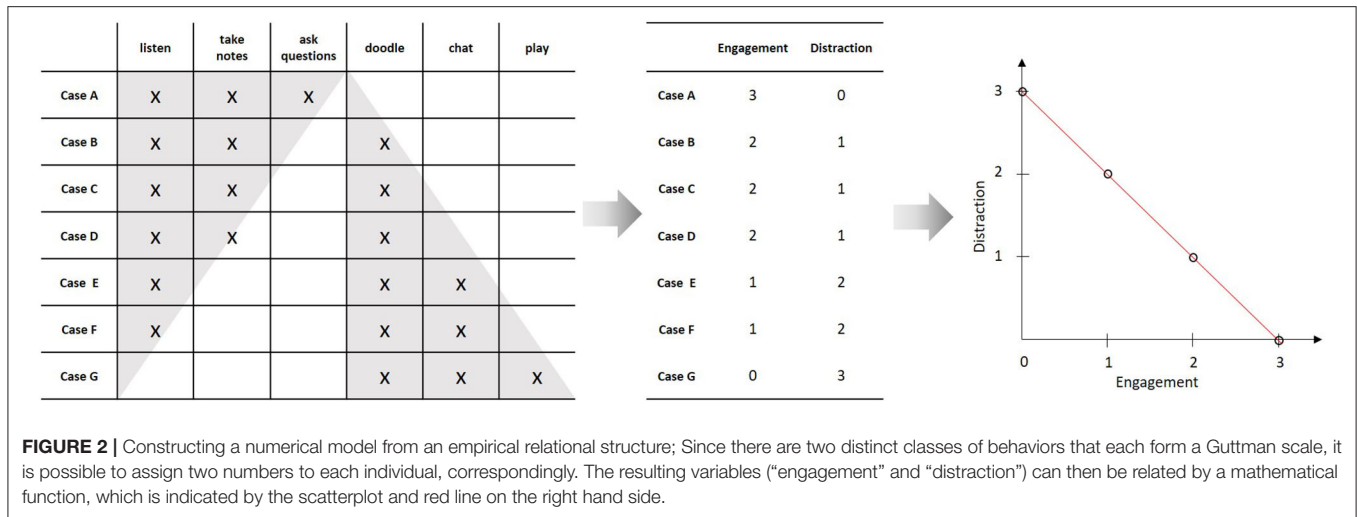 listen take notes ask questions doodle chat play
Case A X X X
Case B X X X
Case C X X X
Case D X X X
Case E X X X
Case F X X X
Case G X X X
Engagement Distraction
Case A 3 0
Case B 2 1
Case C 2 1
Case D 2 1
Case E 1 2
Case F 1 2
Case G 0 3
Distraction
3
2
1
0 1 2 3
Engagement
FIGURE 2 | Constructing a numerical model from an empirical relational structure; Since there are two distinct classes of behaviors that each form a Guttman scale, it
is possible to assign two numbers to each individual, correspondingly. The resulting variables (“engagement” and “distraction”) can then be related by a mathematical
function, which is indicated by the scatterplot and red line on the right hand side.